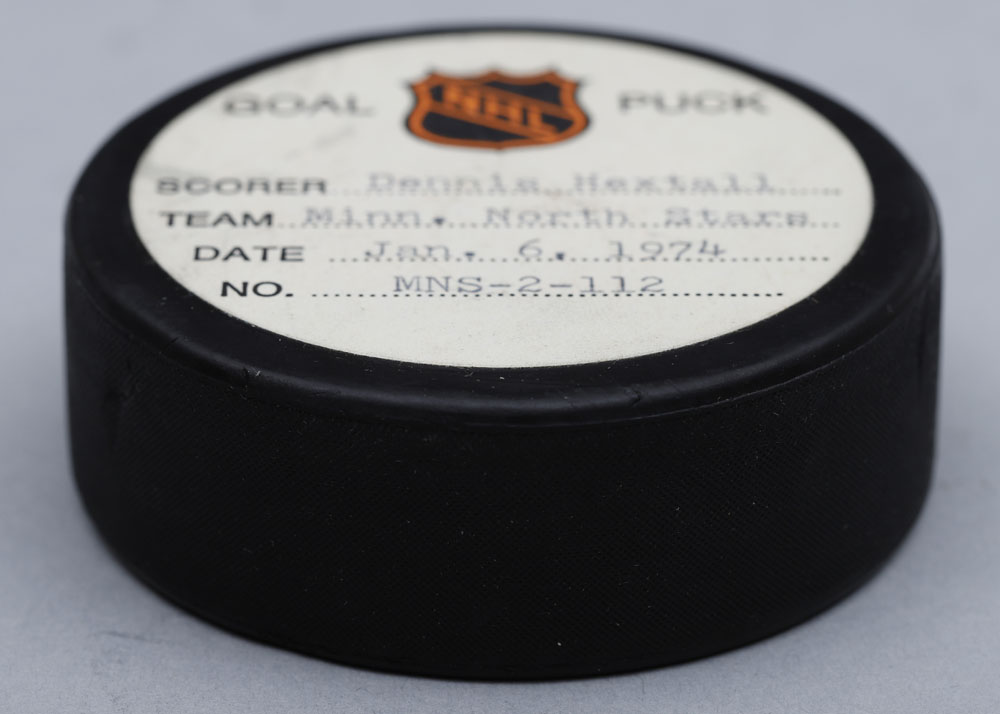 GOAL NHL PUCK
SCORER Dennis Hextall
TEAM Minn. North Stars
DATE Jan. 6, 1974
NO. MNS-2-112